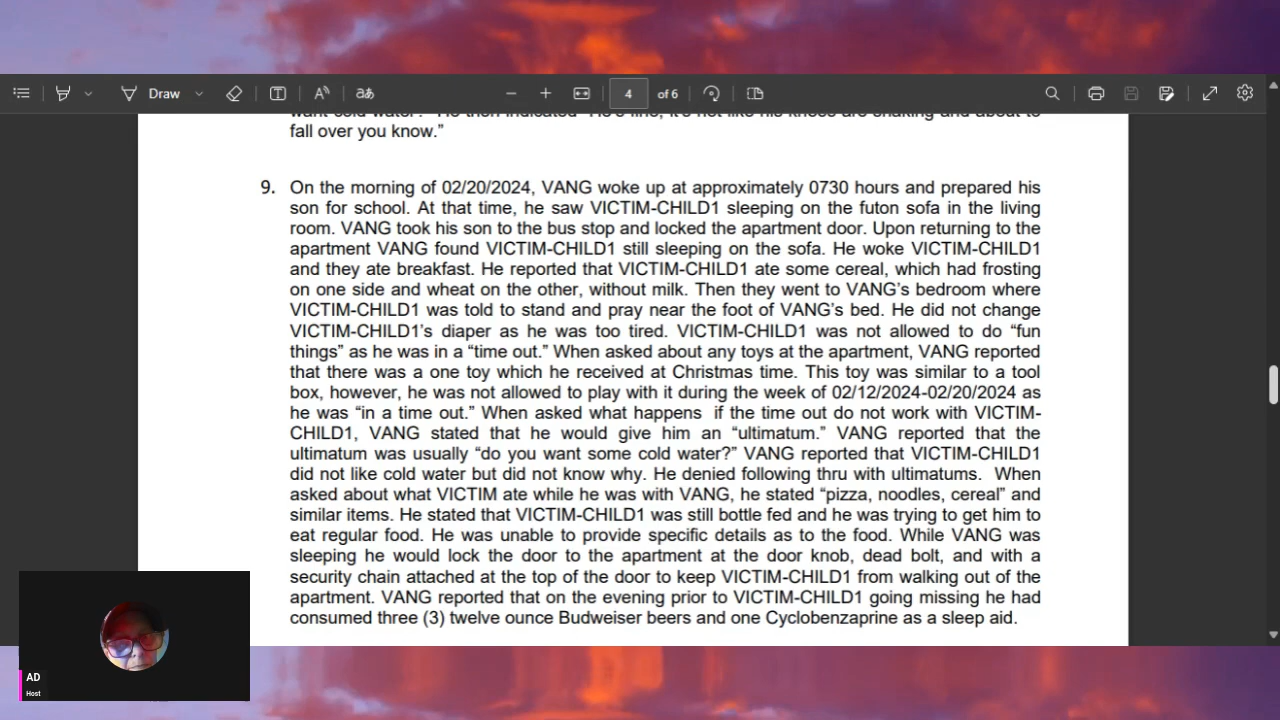 Draw
4
of 6
want cold water?" He then indicated "He's fine, it's not like his knees are shaking and about to
fall over you know."
9. On the morning of 02/20/2024, VANG woke up at approximately 0730 hours and prepared his
son for school. At that time, he saw VICTIM-CHILD1 sleeping on the futon sofa in the living
room. VANG took his son to the bus stop and locked the apartment door. Upon returning to the
apartment VANG found VICTIM-CHILD1 still sleeping on the sofa. He woke VICTIM-CHILD1
and they ate breakfast. He reported that VICTIM-CHILD1 ate some cereal, which had frosting
on one side and wheat on the other, without milk. Then they went to VANG's bedroom where
VICTIM-CHILD1 was told to stand and pray near the foot of VANG's bed. He did not change
VICTIM-CHILD1's diaper as he was too tired. VICTIM-CHILD1 was not allowed to do “fun
things” as he was in a “time out.” When asked about any toys at the apartment, VANG reported
that there was a one toy which he received at Christmas time. This toy was similar to a tool
box, however, he was not allowed to play with it during the week of 02/12/2024-02/20/2024 as
he was “in a time out.” When asked what happens if the time out do not work with VICTIM-
CHILD1, VANG stated that he would give him an “ultimatum.” VANG reported that the
ultimatum was usually “do you want some cold water?” VANG reported that VICTIM-CHILD1
did not like cold water but did not know why. He denied following thru with ultimatums. When
asked about what VICTIM ate while he was with VANG, he stated “pizza, noodles, cereal” and
similar items. He stated that VICTIM-CHILD1 was still bottle fed and he was trying to get him to
eat regular food. He was unable to provide specific details as to the food. While VANG was
sleeping he would lock the door to the apartment at the door knob, dead bolt, and with a
security chain attached at the top of the door to keep VICTIM-CHILD1 from walking out of the
apartment. VANG reported that on the evening prior to VICTIM-CHILD1 going missing he had
consumed three (3) twelve ounce Budweiser beers and one Cyclobenzaprine as a sleep aid.
AD
Host